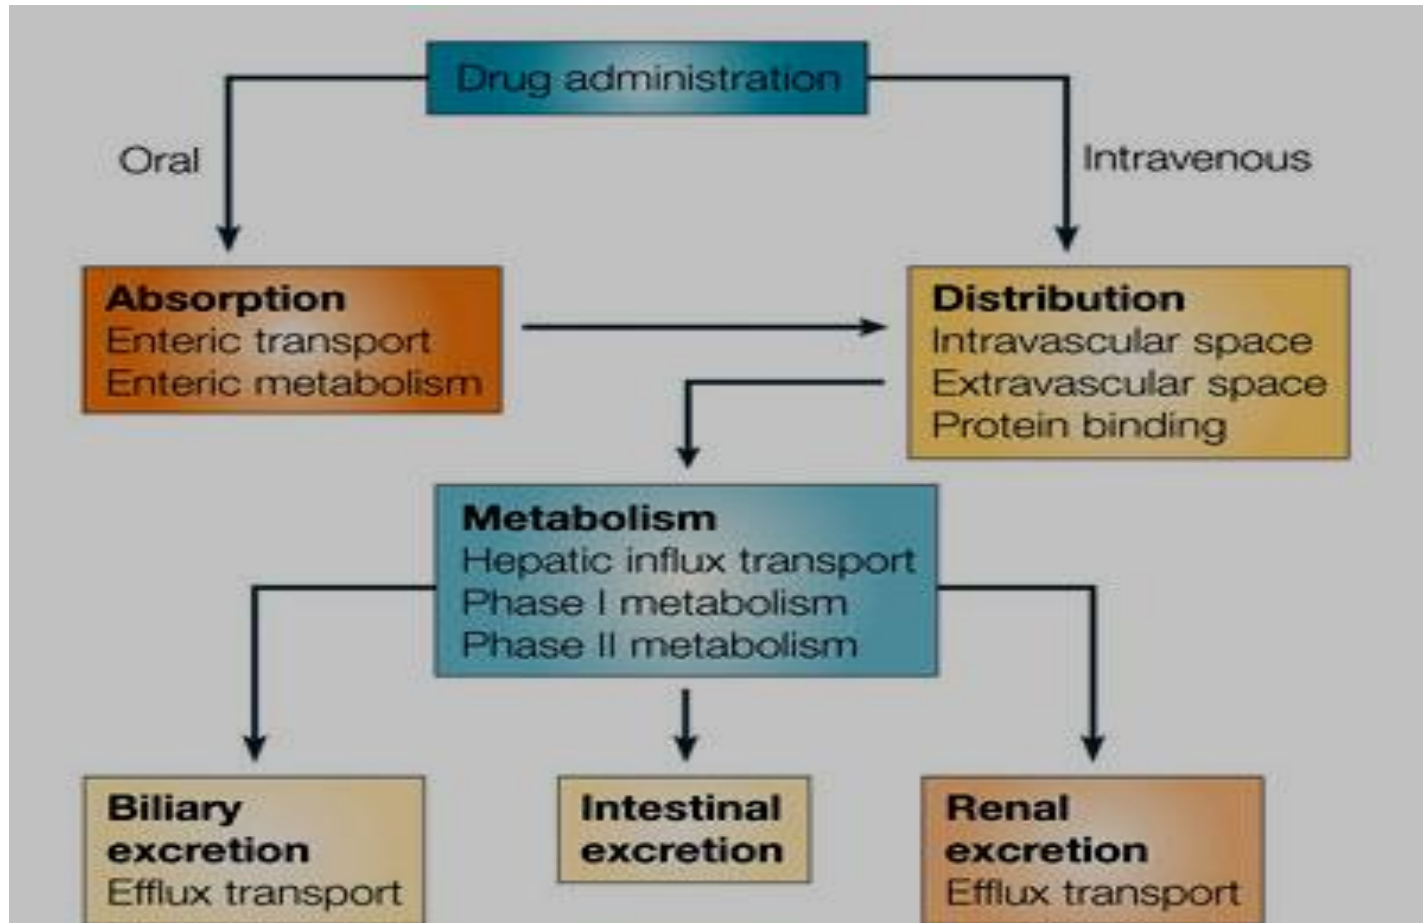 Drug administration
Oral
Intravenous
Absorption
Enteric transport
Enteric metabolism
Distribution
Intravascular space
Extravascular space
Protein binding
Metabolism
Hepatic influx transport
Phase I metabolism
Phase II metabolism
Biliary
excretion
Efflux transport
Intestinal
excretion
Renal
excretion
Efflux transport